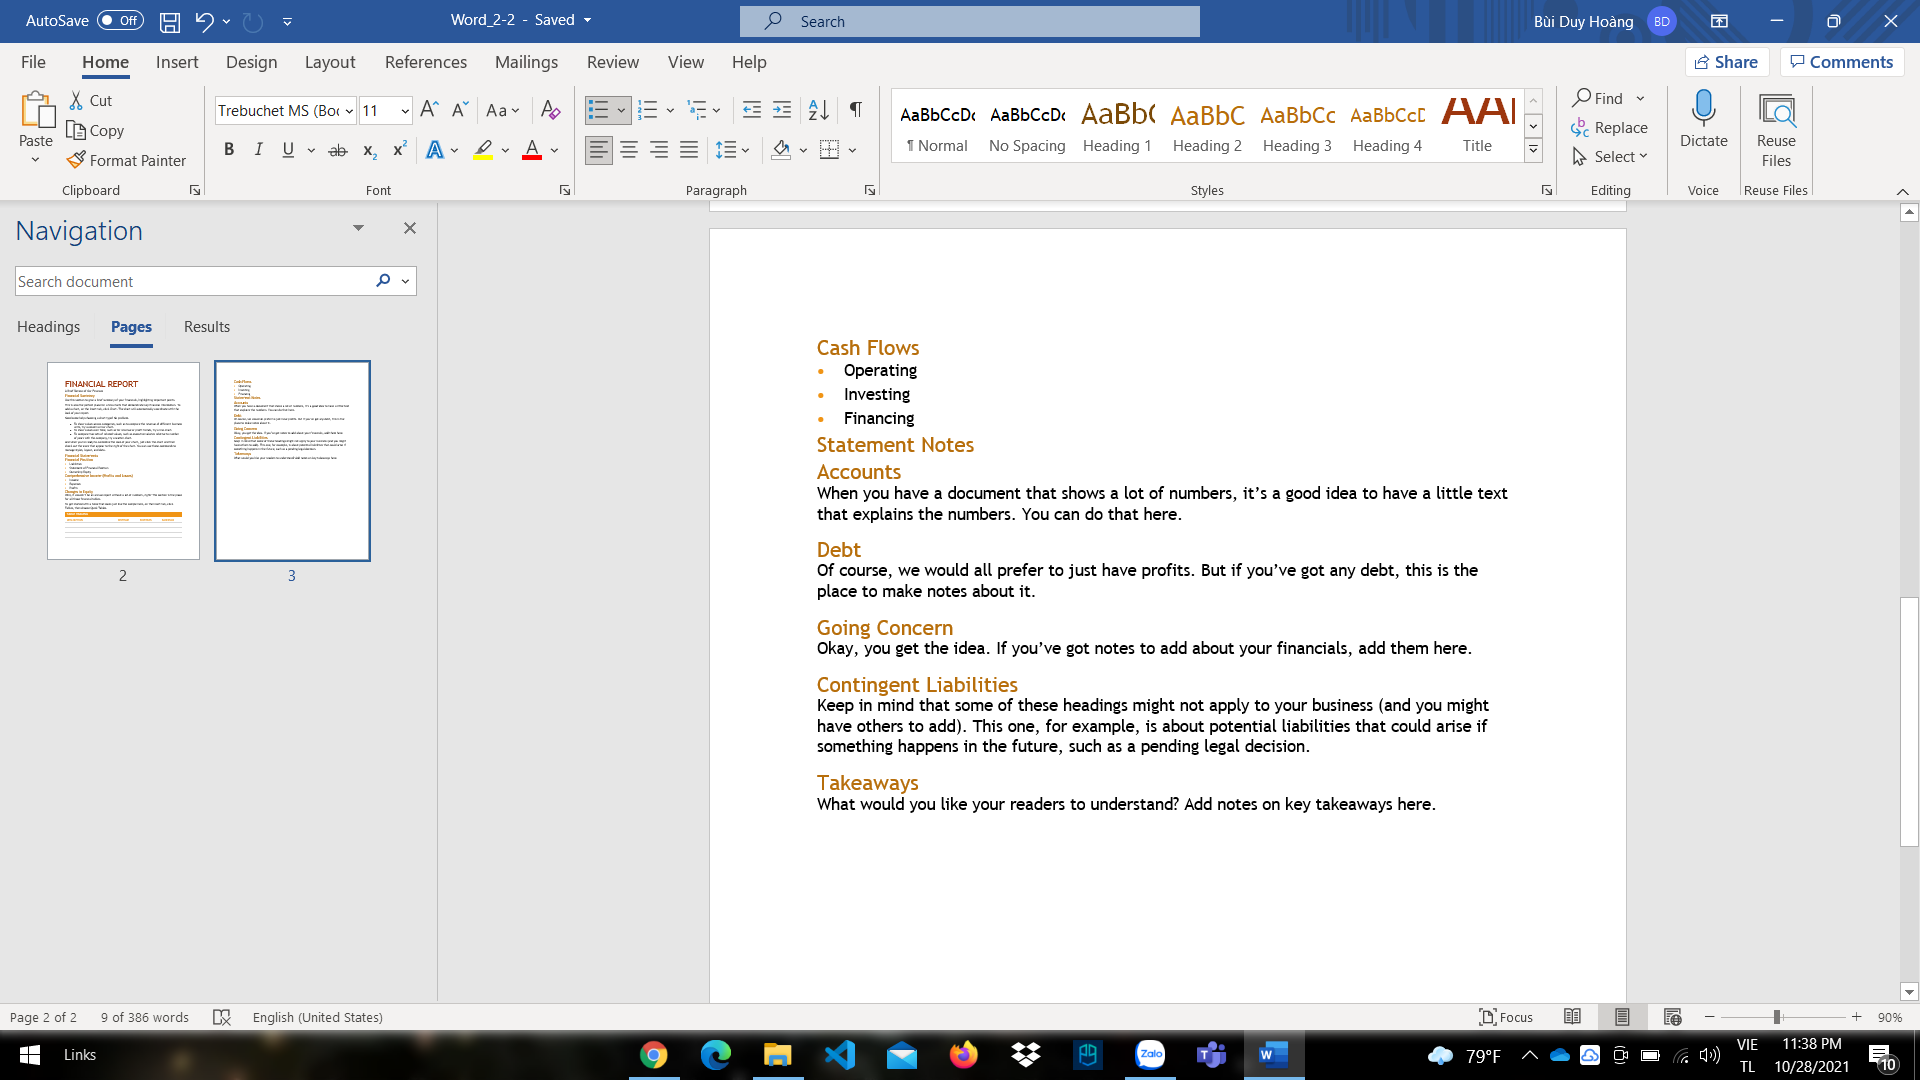 AutoSave Off Word_2-2 - Saved Search Bùi Duy Hoàng BD
File Home Insert Design Layout References Mailings Review View Help Share Comments
Paste Cut Copy Format Painter Clipboard
Trebuchet MS (Boc 11 Aa
B I U ab x2 x2 A A Font
Paragraph
AaBbCcDc AaBbCcDc AaBbC AaBbC AaBbCc AaBbCcD AAI
¶ Normal No Spacing Heading 1 Heading 2 Heading 3 Heading 4 Title
Styles
Find Replace Select Editing
Dictate Voice
Reuse Files Reuse Files
Navigation
Search document
Headings Pages Results
FINANCIAL REPORT
2 3
Cash Flows
• Operating
• Investing
• Financing
Statement Notes
Accounts
When you have a document that shows a lot of numbers, it’s a good idea to have a little text
that explains the numbers. You can do that here.
Debt
Of course, we would all prefer to just have profits. But if you’ve got any debt, this is the
place to make notes about it.
Going Concern
Okay, you get the idea. If you’ve got notes to add about your financials, add them here.
Contingent Liabilities
Keep in mind that some of these headings might not apply to your business (and you might
have others to add). This one, for example, is about potential liabilities that could arise if
something happens in the future, such as a pending legal decision.
Takeaways
What would you like your readers to understand? Add notes on key takeaways here.
Page 2 of 2 9 of 386 words English (United States) Focus 90%
Links Zalo 79°F VIE 11:38 PM
TL 10/28/2021 10